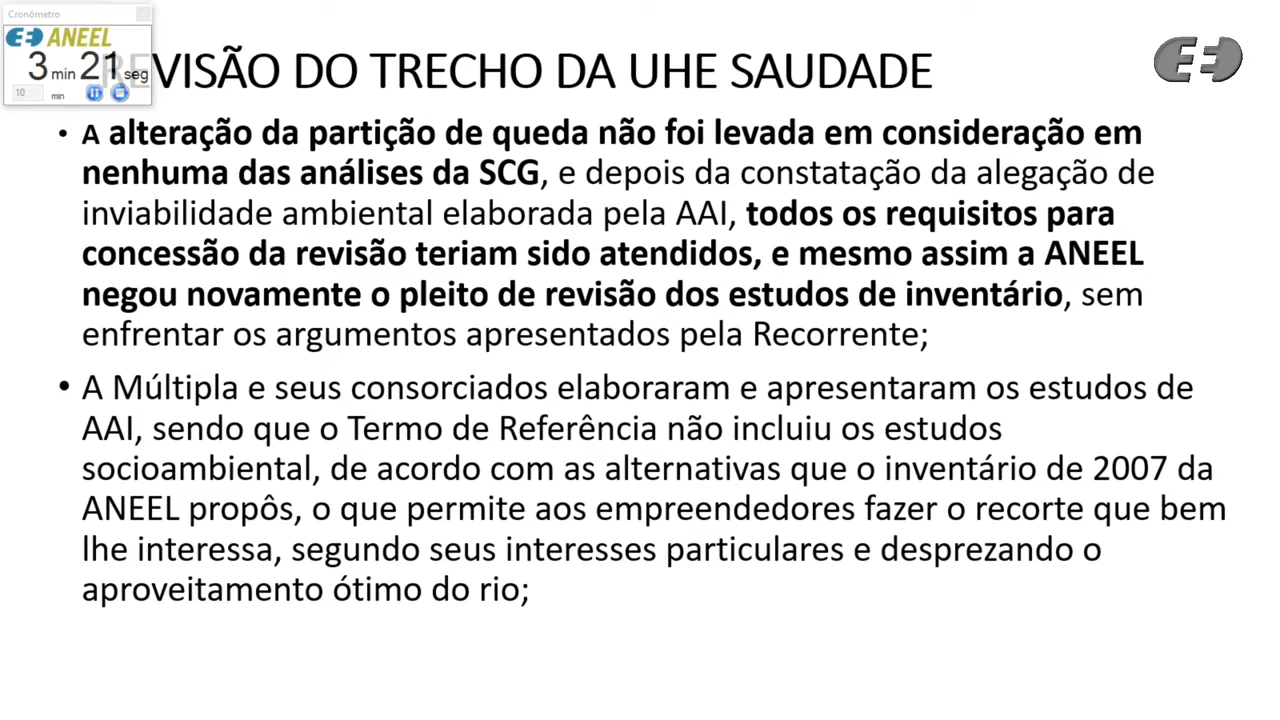 Cronômetro
ANEEL
3 min 21 seg
10 min
REVISÃO DO TRECHO DA UHE SAUDADE
• A alteração da partição de queda não foi levada em consideração em
nenhuma das análises da SCG, e depois da constatação da alegação de
inviabilidade ambiental elaborada pela AAI, todos os requisitos para
concessão da revisão teriam sido atendidos, e mesmo assim a ANEEL
negou novamente o pleito de revisão dos estudos de inventário, sem
enfrentar os argumentos apresentados pela Recorrente;
• A Múltipla e seus consorciados elaboraram e apresentaram os estudos de
AAI, sendo que o Termo de Referência não incluiu os estudos
socioambiental, de acordo com as alternativas que o inventário de 2007 da
ANEEL propôs, o que permite aos empreendedores fazer o recorte que bem
lhe interessa, segundo seus interesses particulares e desprezando o
aproveitamento ótimo do rio;